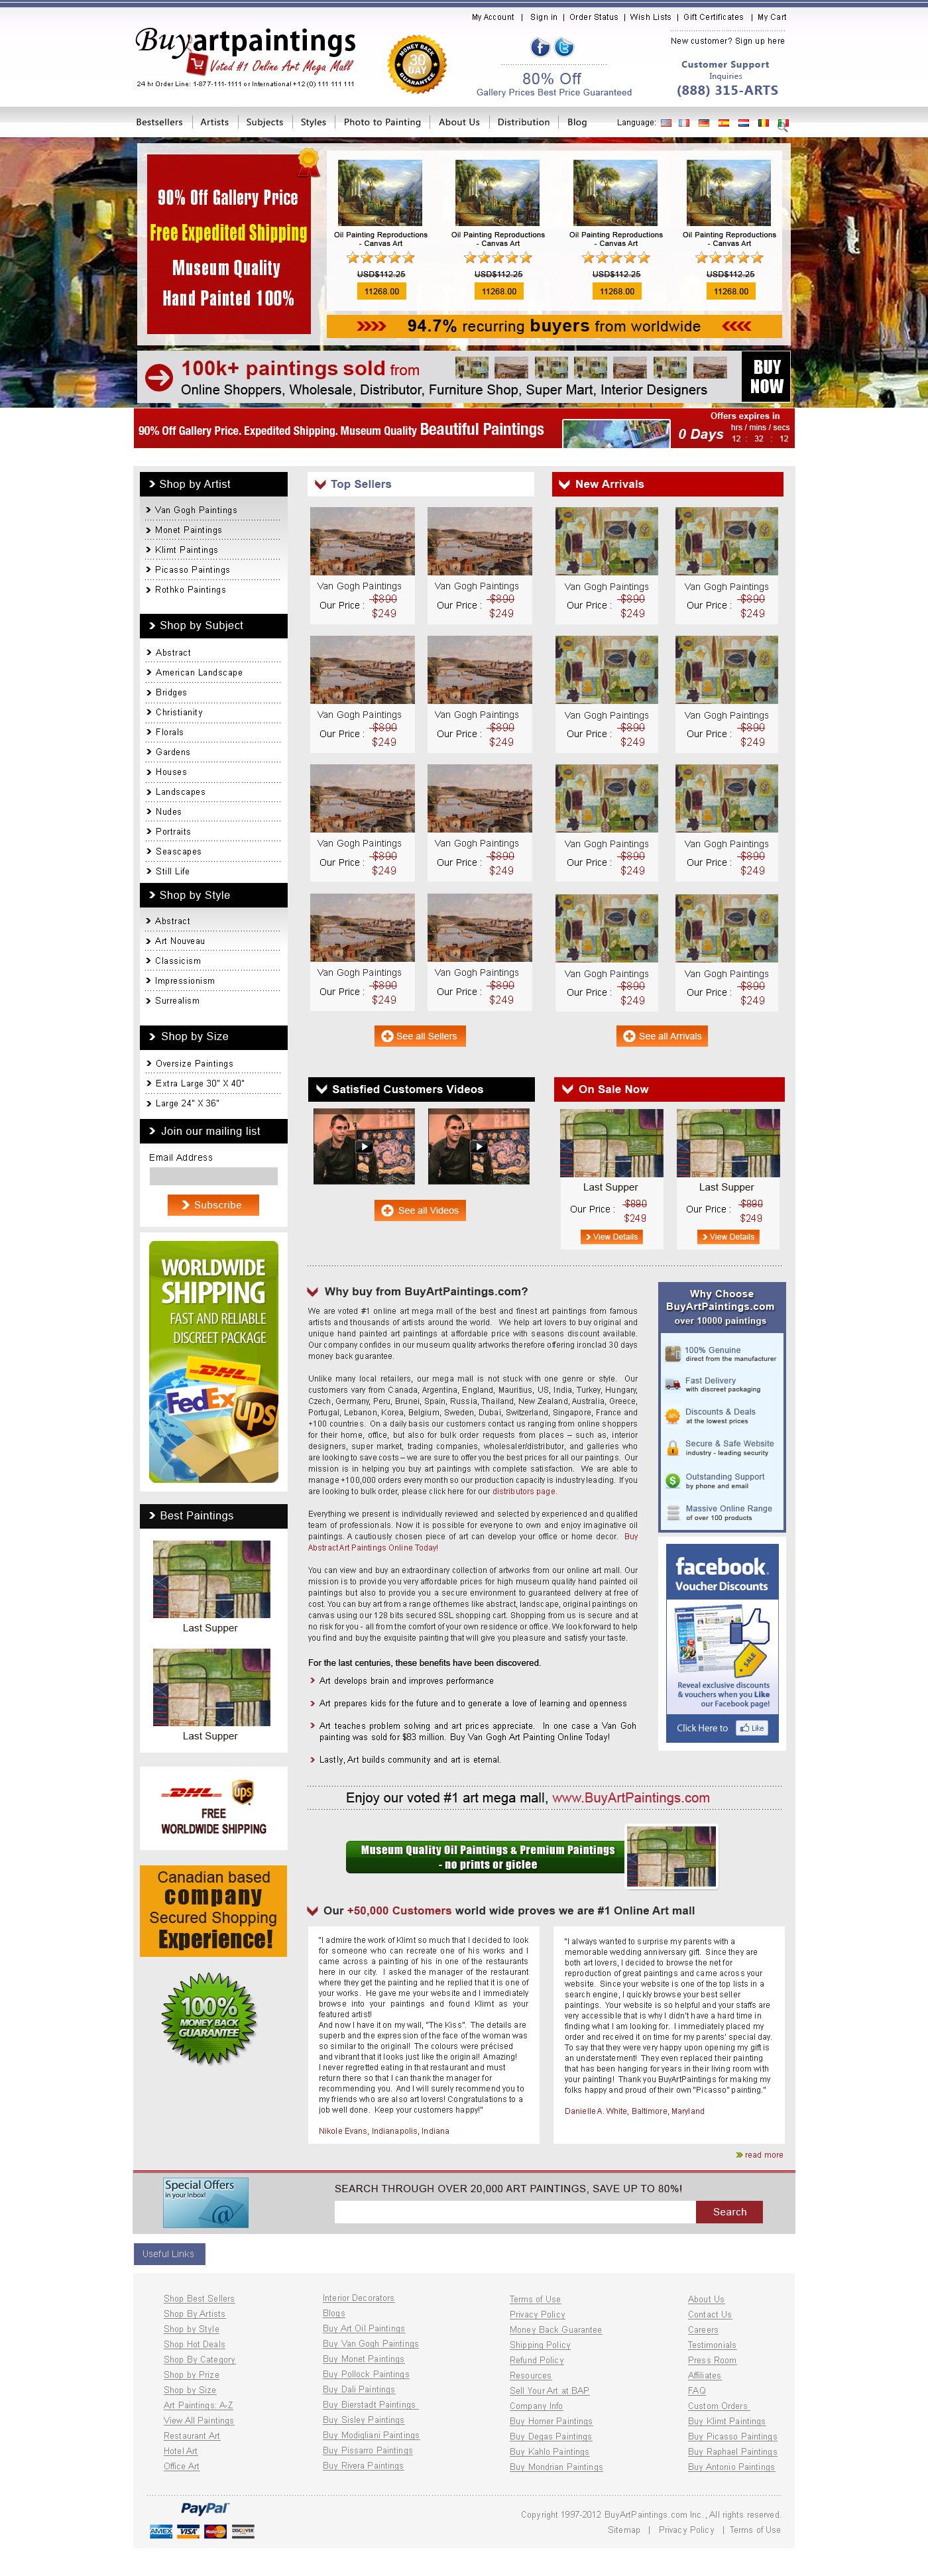 My Account | Sign in | Order Status | Wish Lists | Gift Certificates | My Cart
Buyartpaintings
Voted #1 Online Art Mega Mall
24 hr Order Line: 1-877-111-1111 or International +12 (0) 111 111 111
MONEY BACK
30 DAY
GUARANTEE
80% Off
Gallery Prices Best Price Guaranteed
New customer? Sign up here
Customer Support
Inquiries
(888) 315-ARTS
Bestsellers | Artists | Subjects | Styles | Photo to Painting | About Us | Distribution | Blog
Language:
90% Off Gallery Price
Free Expedited Shipping
Museum Quality
Hand Painted 100%
Oil Painting Reproductions
- Canvas Art
USD$112.25
11268.00
Oil Painting Reproductions
- Canvas Art
USD$112.25
11268.00
Oil Painting Reproductions
- Canvas Art
USD$112.25
11268.00
Oil Painting Reproductions
- Canvas Art
USD$112.25
11268.00
94.7% recurring buyers from worldwide
100k+ paintings sold from
Online Shoppers, Wholesale, Distributor, Furniture Shop, Super Mart, Interior Designers
BUY
NOW
90% Off Gallery Price. Expedited Shipping. Museum Quality Beautiful Paintings
Offers expires in
0 Days
hrs / mins / secs
12 : 32 : 12
Shop by Artist
Van Gogh Paintings
Monet Paintings
Klimt Paintings
Picasso Paintings
Rothko Paintings
Shop by Subject
Abstract
American Landscape
Bridges
Christianity
Florals
Gardens
Houses
Landscapes
Nudes
Portraits
Seascapes
Still Life
Shop by Style
Abstract
Art Nouveau
Classicism
Impressionism
Surrealism
Shop by Size
Oversize Paintings
Extra Large 30" X 40"
Large 24" X 36"
Join our mailing list
Email Address
Subscribe
WORLDWIDE
SHIPPING
FAST AND RELIABLE
DISCREET PACKAGE
DHL
FedEx
ups
Best Paintings
Last Supper
Last Supper
DHL
UPS
FREE
WORLDWIDE SHIPPING
Canadian based
company
Secured Shopping
Experience!
100%
MONEY BACK
GUARANTEE
Top Sellers
Van Gogh Paintings
Our Price : $890
$249
Van Gogh Paintings
Our Price : $890
$249
Van Gogh Paintings
Our Price : $890
$249
Van Gogh Paintings
Our Price : $890
$249
Van Gogh Paintings
Our Price : $890
$249
Van Gogh Paintings
Our Price : $890
$249
Van Gogh Paintings
Our Price : $890
$249
Van Gogh Paintings
Our Price : $890
$249
See all Sellers
New Arrivals
Van Gogh Paintings
Our Price : $890
$249
Van Gogh Paintings
Our Price : $890
$249
Van Gogh Paintings
Our Price : $890
$249
Van Gogh Paintings
Our Price : $890
$249
Van Gogh Paintings
Our Price : $890
$249
Van Gogh Paintings
Our Price : $890
$249
Van Gogh Paintings
Our Price : $890
$249
Van Gogh Paintings
Our Price : $890
$249
See all Arrivals
Satisfied Customers Videos
See all Videos
On Sale Now
Last Supper
Our Price : $890
$249
View Details
Last Supper
Our Price : $890
$249
View Details
Why buy from BuyArtPaintings.com?
We are voted #1 online art mega mall of the best and finest art paintings from famous
artists and thousands of artists around the world. We help art lovers to buy original and
unique hand painted art paintings at affordable price with seasons discount available.
Our company confides in our museum quality artworks therefore offering ironclad 30 days
money back guarantee.
Unlike many local retailers, our mega mall is not stuck with one genre or style. Our
customers vary from Canada, Argentina, England, Mauritius, US, India, Turkey, Hungary,
Czech, Germany, Peru, Brunei, Spain, Russia, Thailand, New Zealand, Australia, Greece,
Portugal, Lebanon, Korea, Belgium, Sweden, Dubai, Switzerland, Singapore, France and
+100 countries. On a daily basis our customers contact us ranging from online shoppers
for their home, office, but also for bulk order requests from places – such as, interior
designers, super market, trading companies, wholesaler/distributor, and galleries who
are looking to save costs – we are sure to offer you the best prices for all our paintings. Our
mission is in helping you buy art paintings with complete satisfaction. We are able to
manage +100,000 orders every month so our production capacity is industry leading. If you
are looking to bulk order, please click here for our distributors page.
Everything we present is individually reviewed and selected by experienced and qualified
team of professionals. Now it is possible for everyone to own and enjoy imaginative oil
paintings. A cautiously chosen piece of art can develop your office or home decor. Buy
Abstract Art Paintings Online Today!
You can view and buy an extraordinary collection of artworks from our online art mall. Our
mission is to provide you very affordable prices for high museum quality hand painted oil
paintings but also to provide you a secure environment to guaranteed delivery at free of
cost. You can buy art from a range of themes like abstract, landscape, original paintings on
canvas using our 128 bits secured SSL shopping cart. Shopping from us is secure and at
no risk for you - all from the comfort of your own residence or office. We look forward to help
you find and buy the exquisite painting that will give you pleasure and satisfy your taste.
For the last centuries, these benefits have been discovered.
Art develops brain and improves performance
Art prepares kids for the future and to generate a love of learning and openness
Art teaches problem solving and art prices appreciate. In one case a Van Goh
painting was sold for $83 million. Buy Van Gogh Art Painting Online Today!
Lastly, Art builds community and art is eternal.
Why Choose
BuyArtPaintings.com
over 10000 paintings
100% Genuine
direct from the manufacturer
Fast Delivery
with discreet packaging
Discounts & Deals
at the lowest prices
Secure & Safe Website
industry - leading security
Outstanding Support
by phone and email
Massive Online Range
of over 100 products
facebook
Voucher Discounts
SALE
Reveal exclusive discounts
& vouchers when you Like
our Facebook page!
Click Here to Like
Enjoy our voted #1 art mega mall, www.BuyArtPaintings.com
Museum Quality Oil Paintings & Premium Paintings
- no prints or giclee
Our +50,000 Customers world wide proves we are #1 Online Art mall
"I admire the work of Klimt so much that I decided to look
for someone who can recreate one of his works and I
came across a painting of his in one of the restaurants
here in our city. I asked the manager of the restaurant
where they get the painting and he replied that it is one of
your works. He gave me your website and I immediately
browse into your paintings and found Klimt as your
featured artist!
And now I have it on my wall, "The Kiss". The details are
superb and the expression of the face of the woman was
so similar to the original! The colours were précised
and vibrant that it looks just like the original! Amazing!
I never regretted eating in that restaurant and must
return there so that I can thank the manager for
recommending you. And I will surely recommend you to
my friends who are also art lovers! Congratulations to a
job well done. Keep your customers happy!"
Nikole Evans, Indianapolis, Indiana
"I always wanted to surprise my parents with a
memorable wedding anniversary gift. Since they are
both art lovers, I decided to browse the net for
reproduction of great paintings and came across your
website. Since your website is one of the top lists in a
search engine, I quickly browse your best seller
paintings. Your website is so helpful and your staffs are
very accessible that is why I didn't have a hard time in
finding what I am looking for. I immediately placed my
order and received it on time for my parents' special day.
To say that they were very happy upon opening my gift is
an understatement! They even replaced their painting
that has been hanging for years in their living room with
your painting! Thank you BuyArtPaintings for making my
folks happy and proud of their own "Picasso" painting."
Danielle A. White, Baltimore, Maryland
read more
Special Offers
in your Inbox!
SEARCH THROUGH OVER 20,000 ART PAINTINGS, SAVE UP TO 80%!
Search
Useful Links
Shop Best Sellers
Shop By Artists
Shop by Style
Shop Hot Deals
Shop By Category
Shop by Prize
Shop by Size
Art Paintings: A-Z
View All Paintings
Restaurant Art
Hotel Art
Office Art
Interior Decorators
Blogs
Buy Art Oil Paintings
Buy Van Gogh Paintings
Buy Monet Paintings
Buy Pollock Paintings
Buy Dali Paintings
Buy Bierstadt Paintings
Buy Sisley Paintings
Buy Modigliani Paintings
Buy Pissarro Paintings
Buy Rivera Paintings
Terms of Use
Privacy Policy
Money Back Guarantee
Shipping Policy
Refund Policy
Resources
Sell Your Art at BAP
Company Info
Buy Homer Paintings
Buy Degas Paintings
Buy Kahlo Paintings
Buy Mondrian Paintings
About Us
Contact Us
Careers
Testimonials
Press Room
Affiliates
FAQ
Custom Orders
Buy Klimt Paintings
Buy Picasso Paintings
Buy Raphael Paintings
Buy Antonio Paintings
PayPal
AMEX VISA MasterCard DISCOVER
Copyright 1997-2012 BuyArtPaintings.com Inc., All rights reserved.
Sitemap | Privacy Policy | Terms of Use